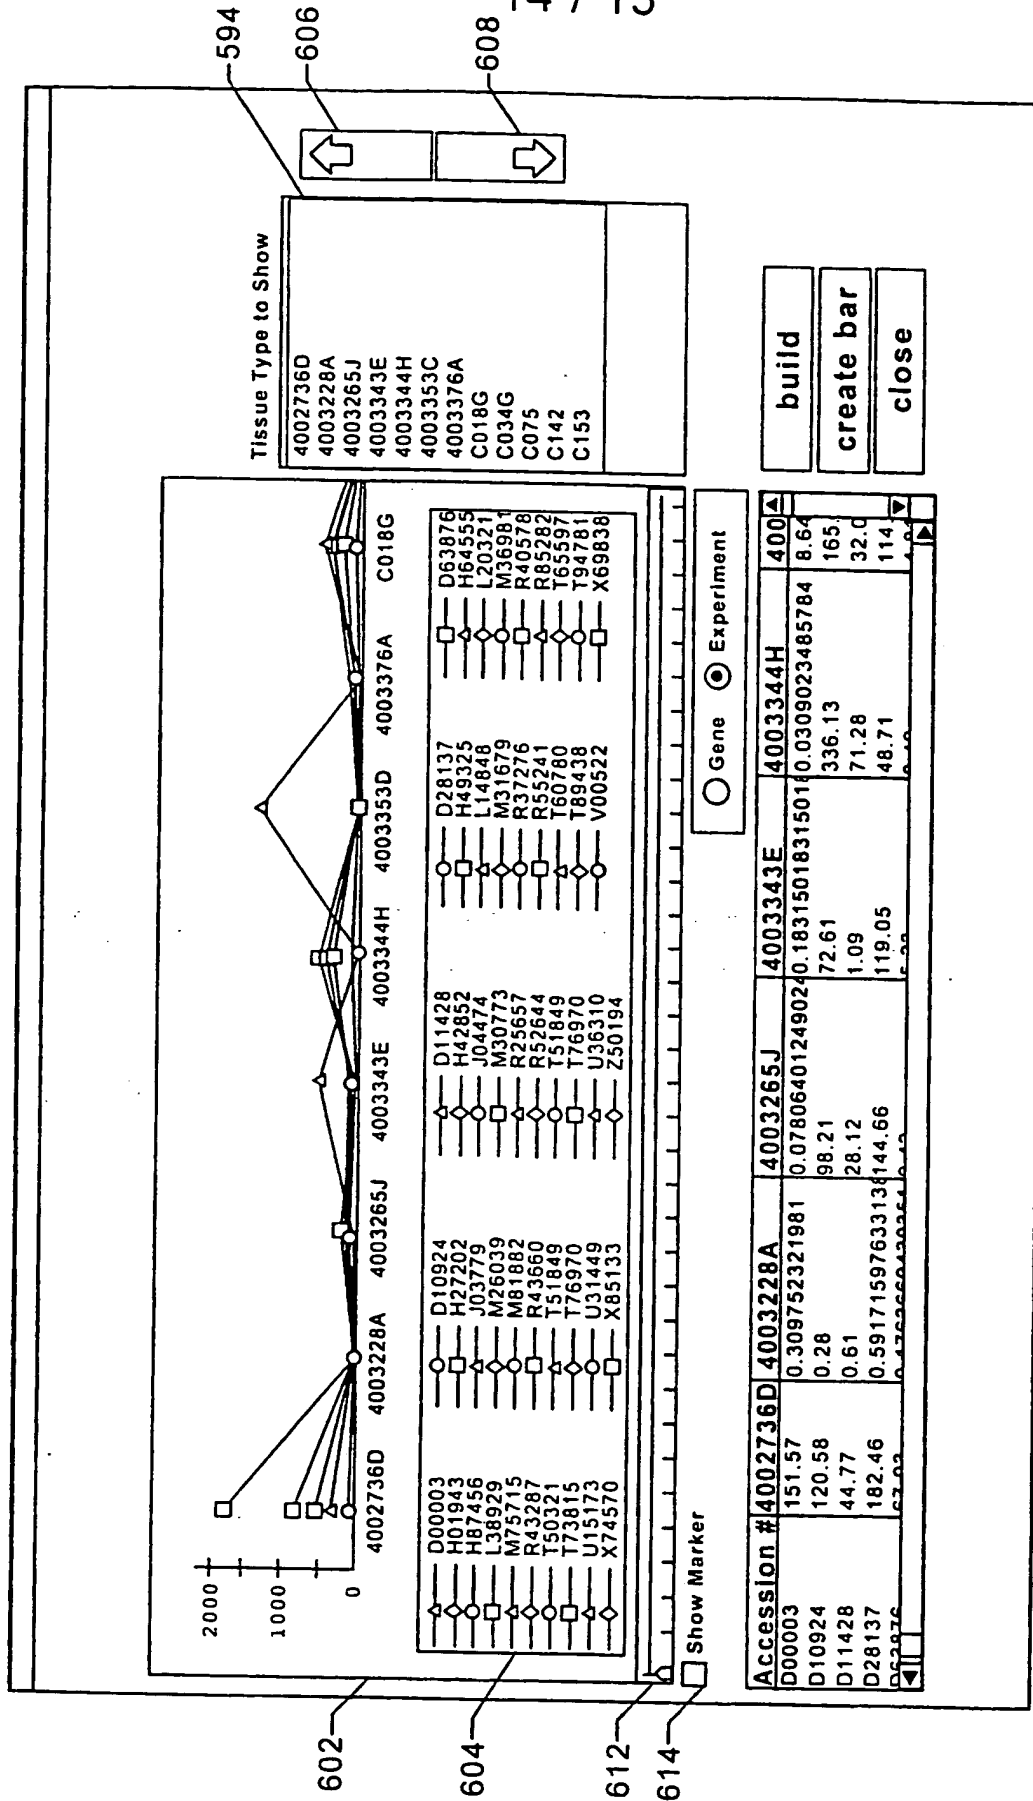 14 / 15
594
606
608
602
604
612
614
2000
1000
0
4002736D 4003228A 4003265J 4003343E 4003344H 4003353D 4003376A C018G
D00003 D10924 D11428 D28137 D63876
H01943 H27202 H42852 H49325 H64555
H87456 J03779 J04474 L14848 L20321
L38929 M26039 M30773 M31679 M36981
M75715 M81882 R25657 R37276 R40578
R43287 R43660 R52644 R55241 R85282
T50321 T51849 T51849 T60780 T65597
T73815 T76970 T76970 T89438 T94781
U15173 U31449 U36310 V00522 X69838
X74570 X85133 Z50194
Tissue Type to Show
4002736D
4003228A
4003265J
4003343E
4003344H
4003353C
4003376A
C018G
C034G
C075
C142
C153
Show Marker
Gene Experiment
build
create bar
close
Accession # 4002736D 4003228A 4003265J 4003343E 4003344H 400
D00003 151.57 0.309752321981 0.0780640124902 0.183150183150183150 0.0309023485784 8.64
D10924 120.58 0.28 98.21 72.61 336.13 165.
D11428 44.77 0.61 28.12 1.09 71.28 32.0
D28137 182.46 0.591715976331 144.66 119.05 48.71 114.